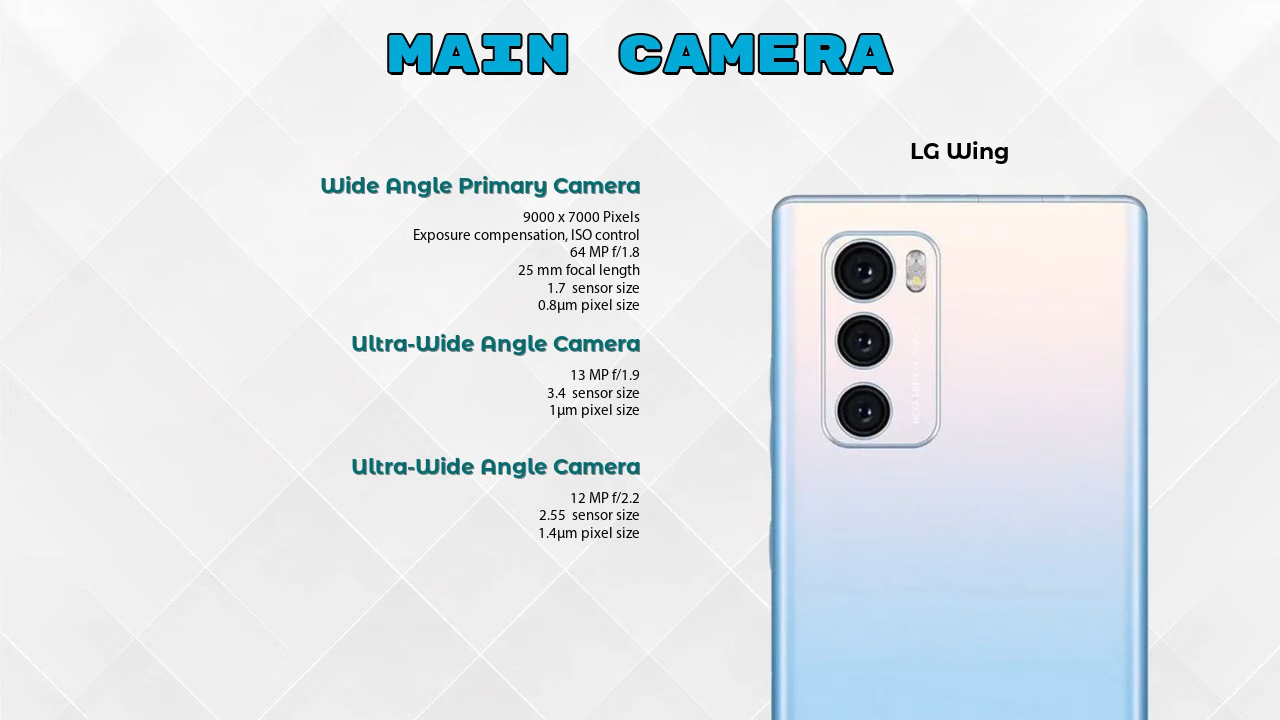 MAIN CAMERA
LG Wing
Wide Angle Primary Camera
9000 x 7000 Pixels
Exposure compensation, ISO control
64 MP f/1.8
25 mm focal length
1.7 sensor size
0.8µm pixel size
Ultra-Wide Angle Camera
13 MP f/1.9
3.4 sensor size
1µm pixel size
Ultra-Wide Angle Camera
12 MP f/2.2
2.55 sensor size
1.4µm pixel size